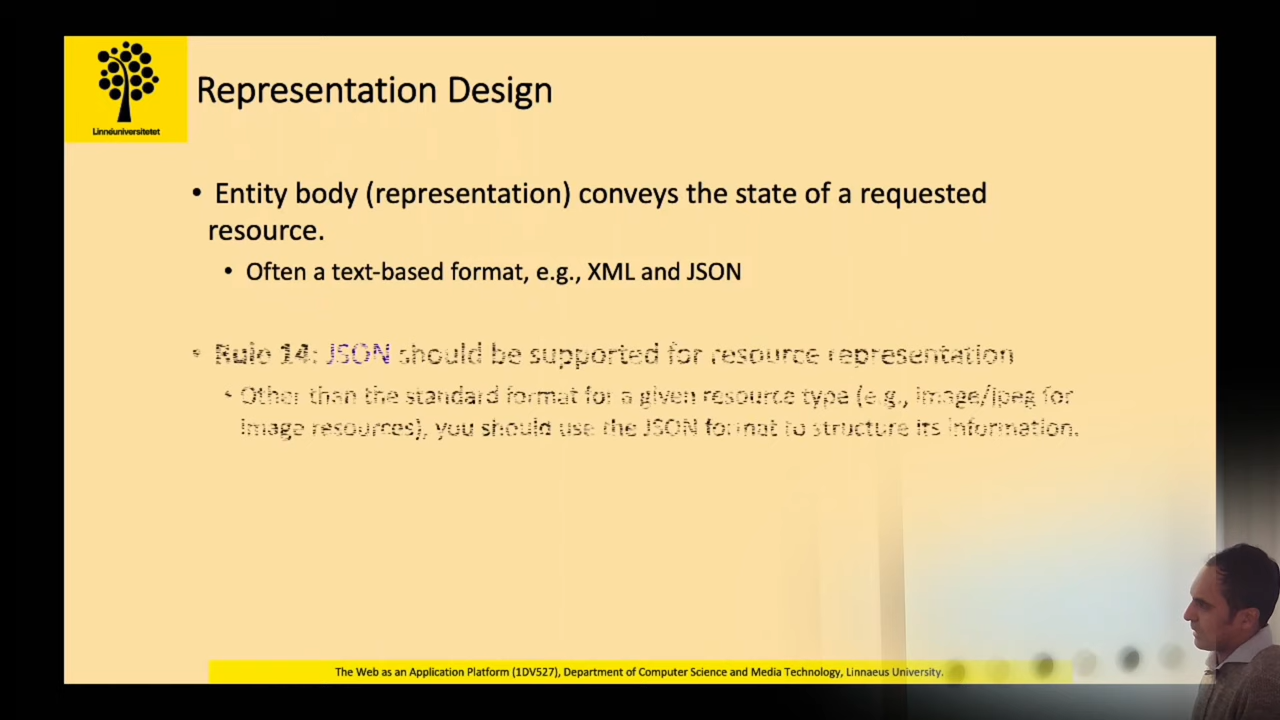 Linnéuniversitetet
Representation Design
• Entity body (representation) conveys the state of a requested
resource.
• Often a text-based format, e.g., XML and JSON
• Rule 14: JSON should be supported for resource representation
• Other than the standard format for a given resource type (e.g., image/jpeg for
image resources), you should use the JSON format to structure its information.
The Web as an Application Platform (1DV527), Department of Computer Science and Media Technology, Linnaeus University.